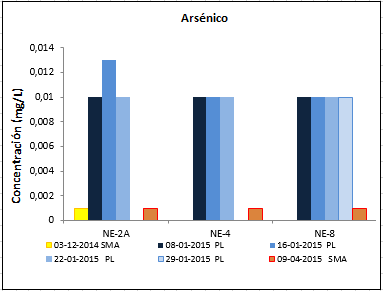 Arsénico
Concentración (mg/L)
0,014
0,012
0,01
0,008
0,006
0,004
0,002
0
NE-2A NE-4 NE-8
03-12-2014 SMA 08-01-2015 PL 16-01-2015 PL
22-01-2015 PL 29-01-2015 PL 09-04-2015 SMA